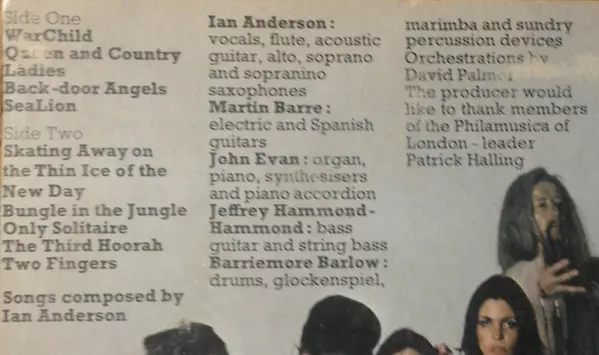 Side One
WarChild
Queen and Country
Ladies
Back-door Angels
SeaLion
Side Two
Skating Away on
the Thin Ice of the
New Day
Bungle in the Jungle
Only Solitaire
The Third Hoorah
Two Fingers
Songs composed by
Ian Anderson
Ian Anderson:
vocals, flute, acoustic
guitar, alto, soprano
and sopranino
saxophones
Martin Barre:
electric and Spanish
guitars
John Evan: organ,
piano, synthesisers
and piano accordion
Jeffrey Hammond-
Hammond: bass
guitar and string bass
Barriemore Barlow:
drums, glockenspiel,
marimba and sundry
percussion devices
Orchestrations by
David Palmer
The producer would
like to thank members
of the Philamusica of
London - leader
Patrick Halling